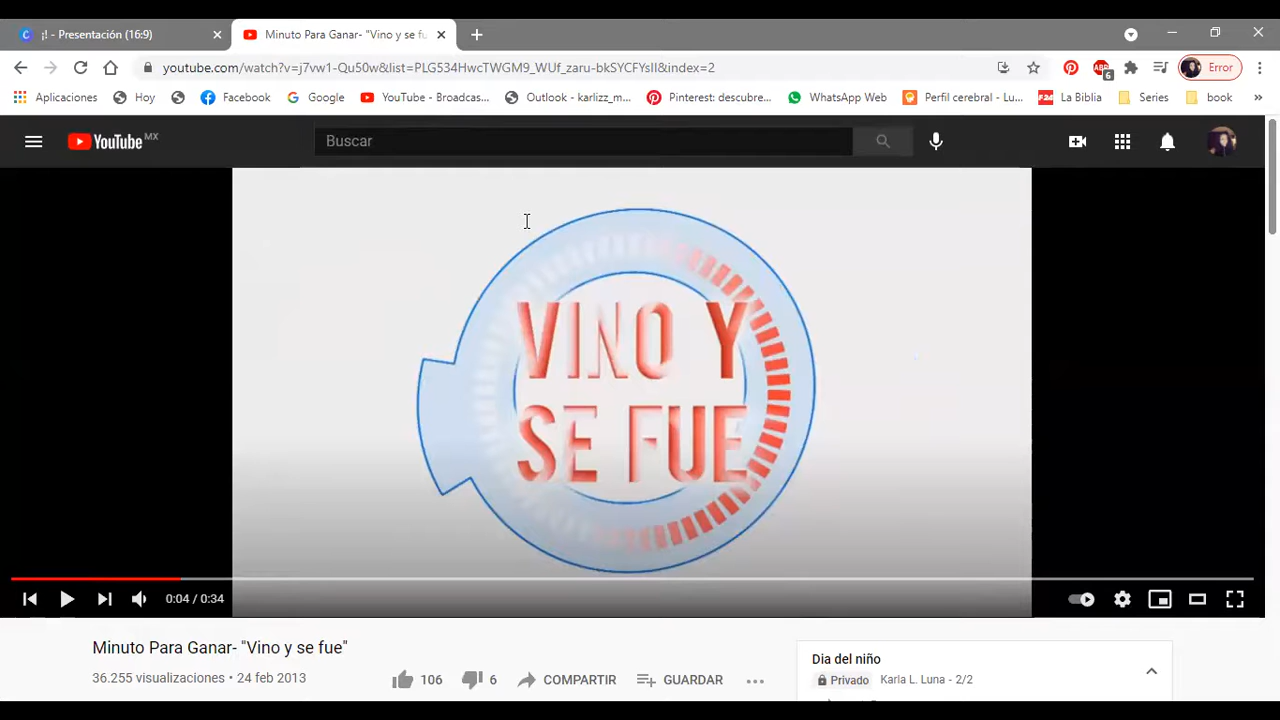 ¡! - Presentación (16:9)
Minuto Para Ganar- "Vino y se fu
youtube.com/watch?v=j7vw1-Qu50w&list=PLG534HwcTWGM9_WUf_zaru-bkSYCFYsII&index=2
ABP
6
Error
Aplicaciones
Hoy
Facebook
Google
YouTube - Broadcas...
Outlook - karlizz_m...
Pinterest: descubre...
WhatsApp Web
Perfil cerebral - Lu...
La Biblia
Series
book
»
YouTube MX
Buscar
VINO Y
SE FUE
0:04 / 0:34
Minuto Para Ganar- "Vino y se fue"
36.255 visualizaciones • 24 feb 2013
106
6
COMPARTIR
GUARDAR
...
Dia del niño
Privado
Karla L. Luna - 2/2